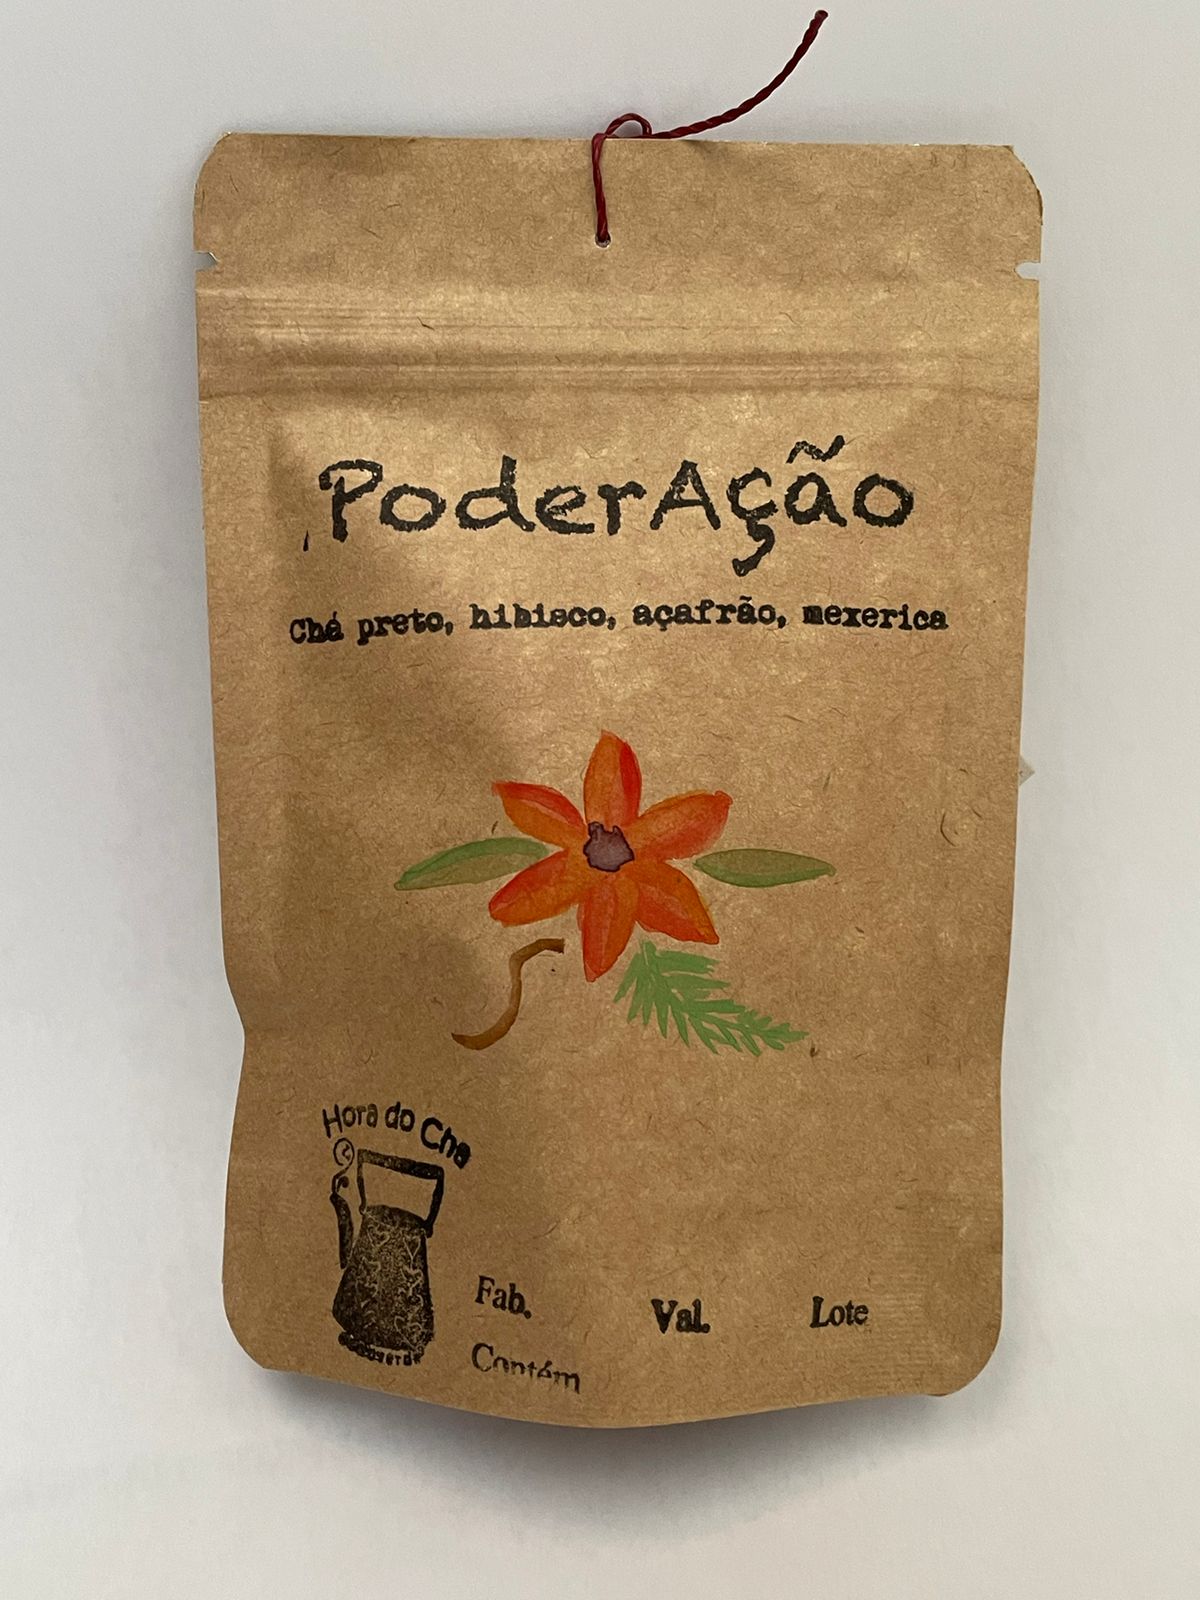 PoderAção
Chá preto, hibisco, açafrão, mexerica
Hora do Chá
Fab. Val. Lote
Contém